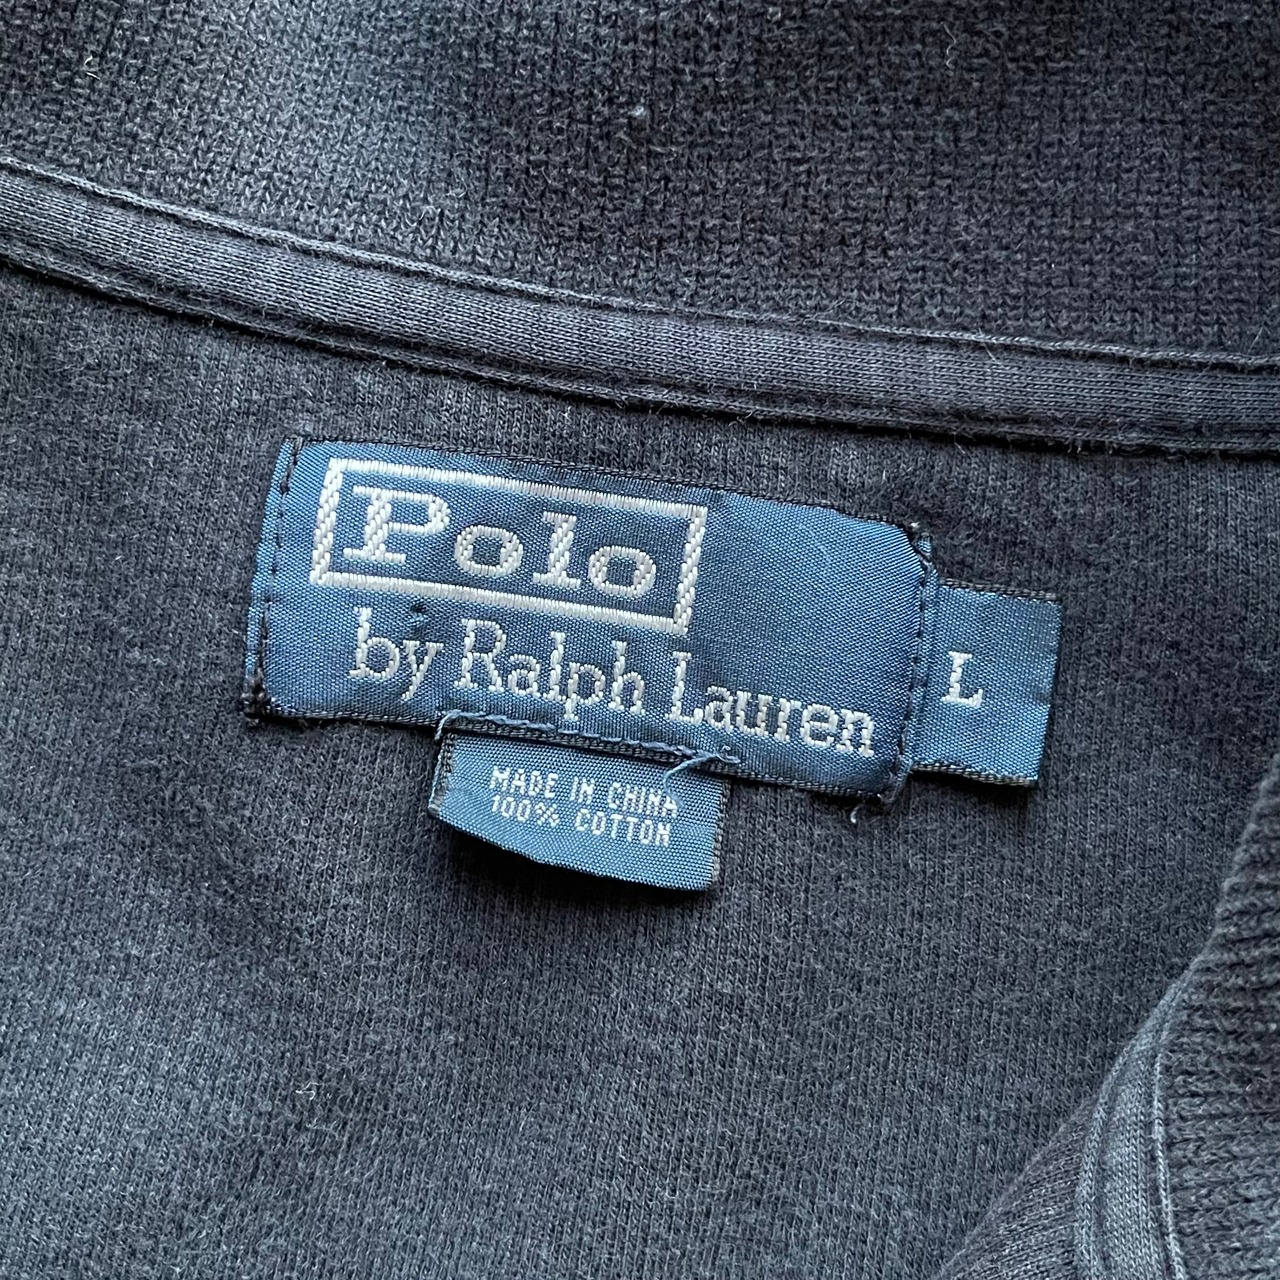 Polo
by Ralph Lauren
L
MADE IN CHINA
100% COTTON